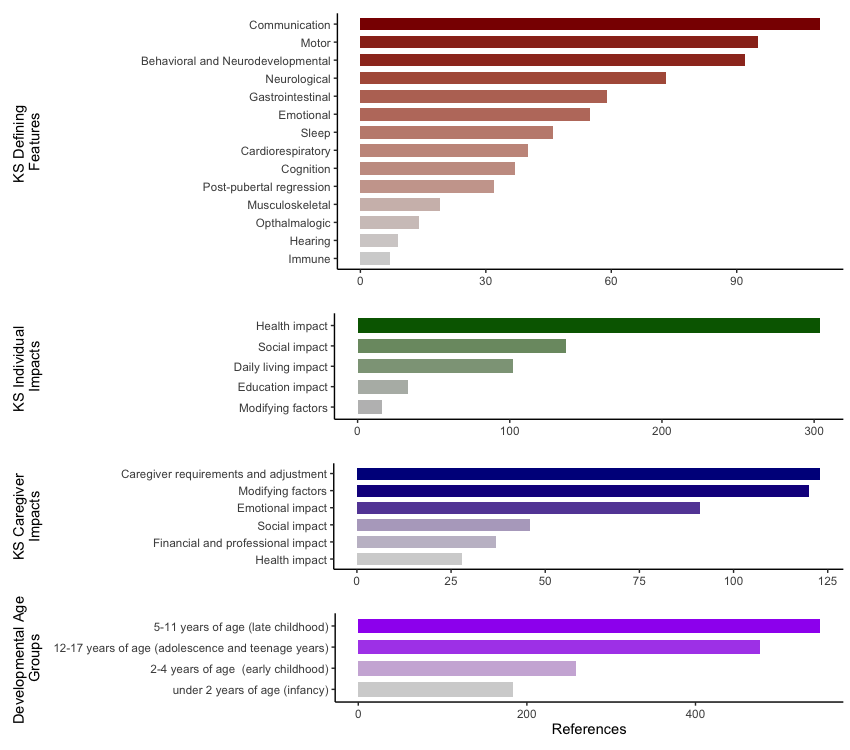 KS Defining
Features
Communication
Motor
Behavioral and Neurodevelopmental
Neurological
Gastrointestinal
Emotional
Sleep
Cardiorespiratory
Cognition
Post-pubertal regression
Musculoskeletal
Opthalmalogic
Hearing
Immune
0 30 60 90
KS Individual
Impacts
Health impact
Social impact
Daily living impact
Education impact
Modifying factors
0 100 200 300
KS Caregiver
Impacts
Caregiver requirements and adjustment
Modifying factors
Emotional impact
Social impact
Financial and professional impact
Health impact
0 25 50 75 100 125
Developmental Age
Groups
5-11 years of age (late childhood)
12-17 years of age (adolescence and teenage years)
2-4 years of age (early childhood)
under 2 years of age (infancy)
0 200 400
References